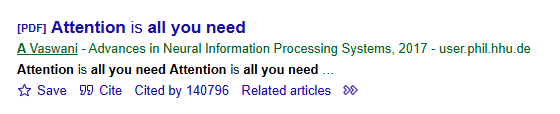 [PDF] Attention is all you need
A Vaswani - Advances in Neural Information Processing Systems, 2017 - user.phil.hhu.de
Attention is all you need Attention is all you need ...
Save Cite Cited by 140796 Related articles